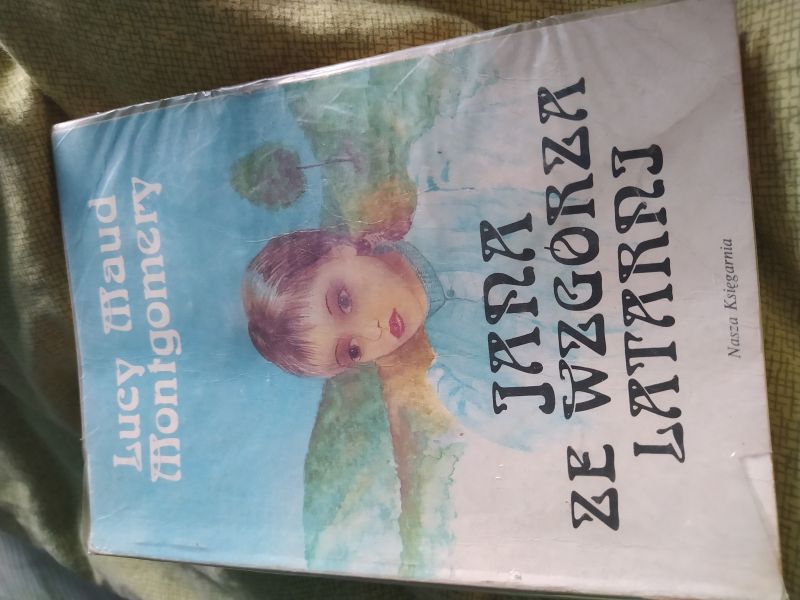 Lucy Maud
Montgomery
JANA
ZE WZGÓRZA
LATARNI
Nasza Księgarnia